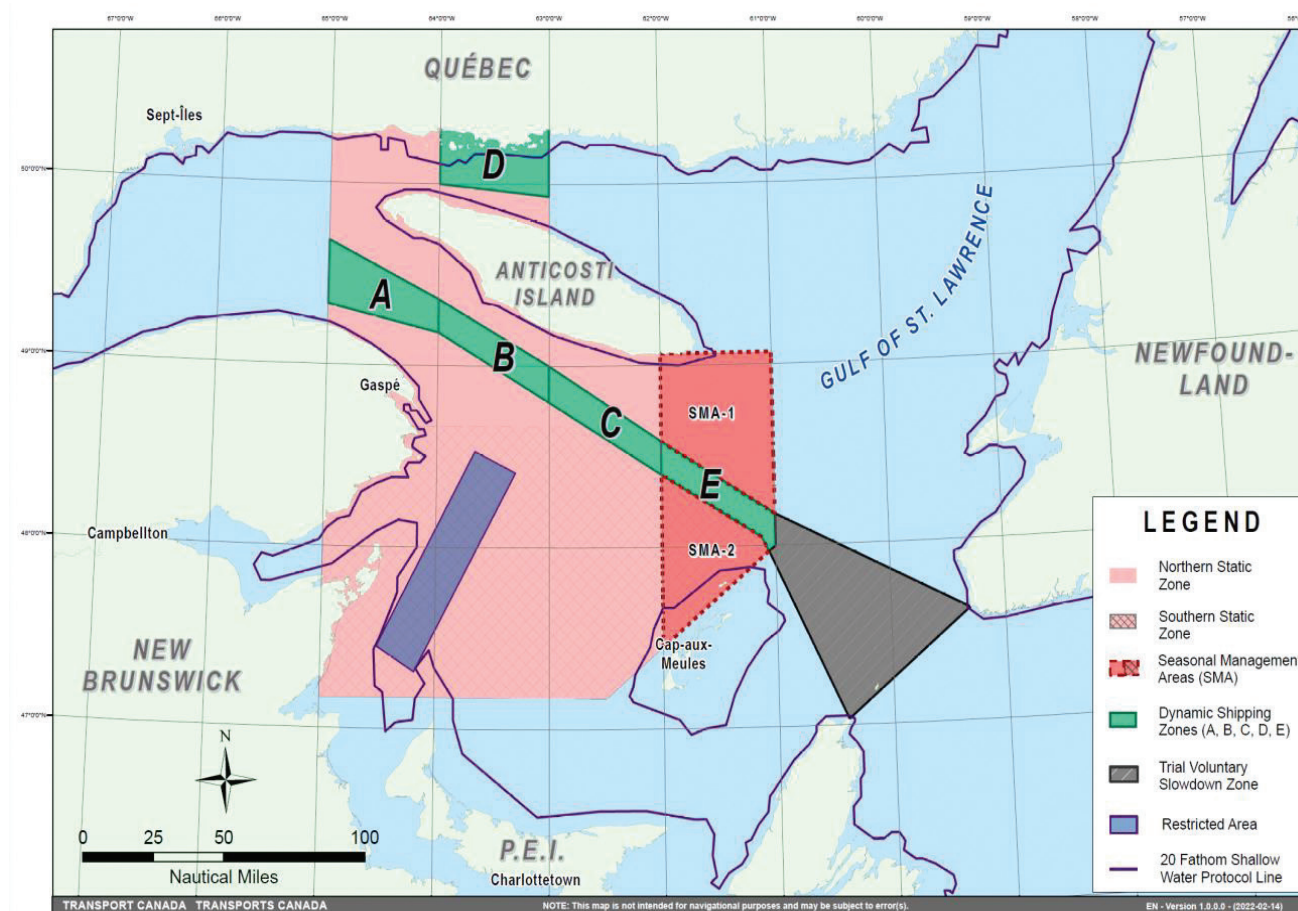 67°0'0"W 66°0'0"W 65°0'0"W 64°0'0"W 63°0'0"W 62°0'0"W 61°0'0"W 60°0'0"W 59°0'0"W 58°0'0"W 57°0'0"W
QUÉBEC
Sept-Îles
50°0'0"N
D
ANTICOSTI
ISLAND
A
GULF OF ST. LAWRENCE
49°0'0"N
B
NEWFOUND-
LAND
Gaspé
C
SMA-1
E
Campbellton
48°0'0"N
SMA-2
NEW
BRUNSWICK
Cap-aux-
Meules
47°0'0"N
N
0 25 50 100
Nautical Miles
P.E.I.
Charlottetown
LEGEND
Northern Static
Zone
Southern Static
Zone
Seasonal Management
Areas (SMA)
Dynamic Shipping
Zones (A, B, C, D, E)
Trial Voluntary
Slowdown Zone
Restricted Area
20 Fathom Shallow
Water Protocol Line
TRANSPORT CANADA TRANSPORTS CANADA
NOTE: This map is not intended for navigational purposes and may be subject to error(s).
EN - Version 1.0.0.0 - (2022-02-14)